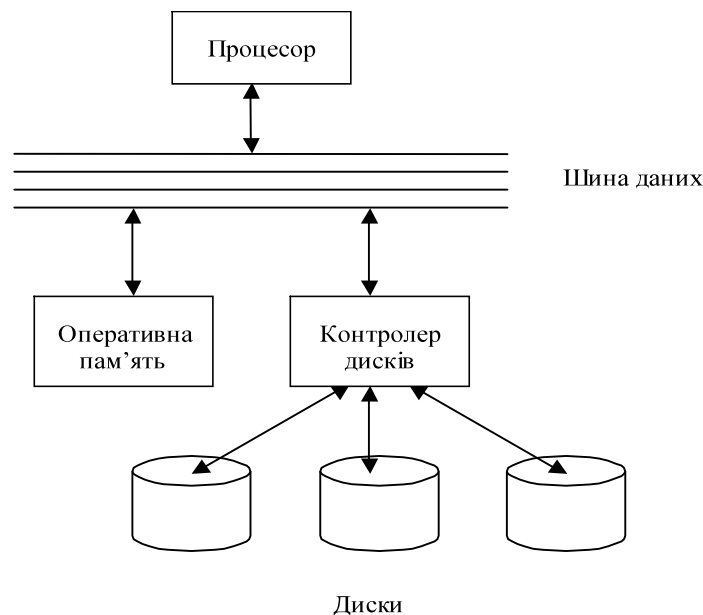 Процесор
Шина даних
Оперативна
пам’ять
Контролер
дисків
Диски